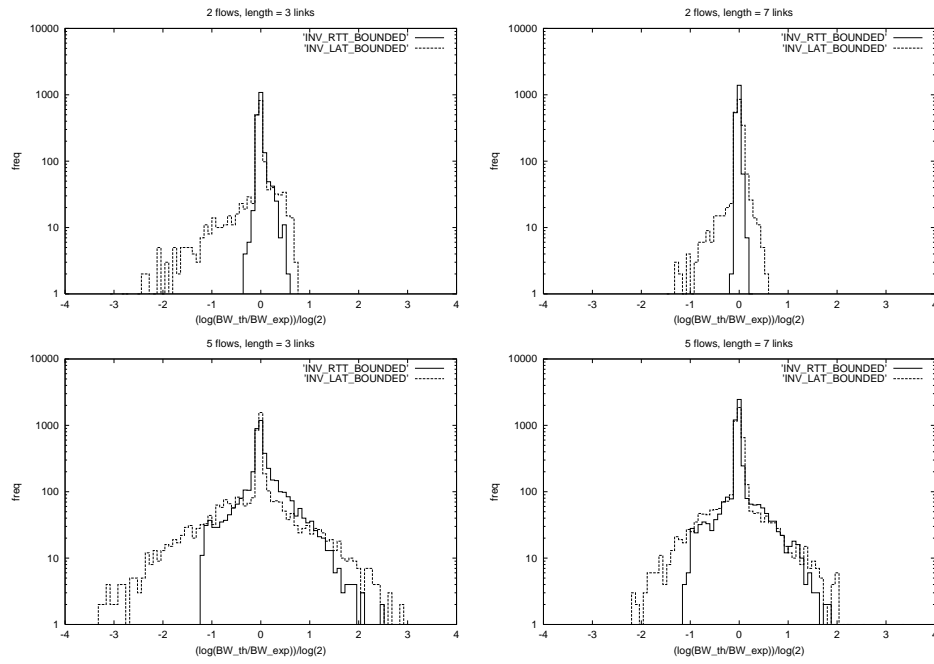 2 flows, length = 3 links
10000
1000
100
10
1
freq
'INV_RTT_BOUNDED'
'INV_LAT_BOUNDED'
-4 -3 -2 -1 0 1 2 3 4
(log(BW_th/BW_exp))/log(2)
2 flows, length = 7 links
10000
1000
100
10
1
freq
'INV_RTT_BOUNDED'
'INV_LAT_BOUNDED'
-4 -3 -2 -1 0 1 2 3 4
(log(BW_th/BW_exp))/log(2)
5 flows, length = 3 links
10000
1000
100
10
1
freq
'INV_RTT_BOUNDED'
'INV_LAT_BOUNDED'
-4 -3 -2 -1 0 1 2 3 4
(log(BW_th/BW_exp))/log(2)
5 flows, length = 7 links
10000
1000
100
10
1
freq
'INV_RTT_BOUNDED'
'INV_LAT_BOUNDED'
-4 -3 -2 -1 0 1 2 3 4
(log(BW_th/BW_exp))/log(2)